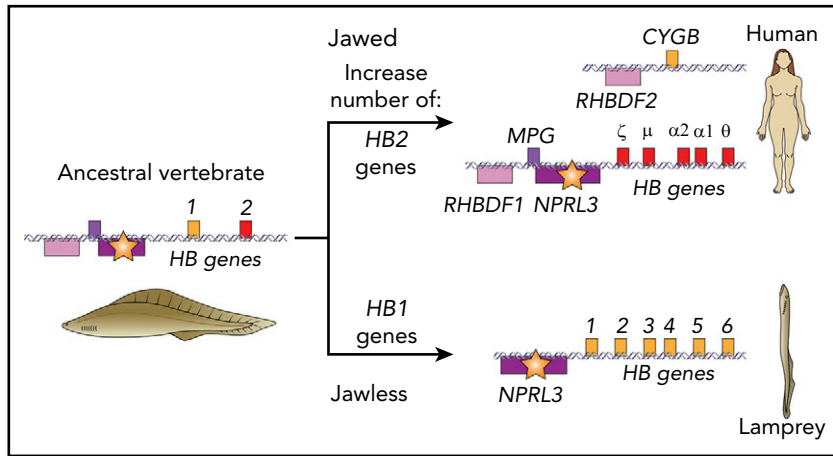 Jawed
Increase
number of:
HB2
genes
CYGB
RHBDF2
MPG
ζ μ α2 α1 θ
RHBDF1 NPRL3
HB genes
Human
Ancestral vertebrate
1 2
HB genes
HB1
genes
Jawless
1 2 3 4 5 6
HB genes
NPRL3
Lamprey